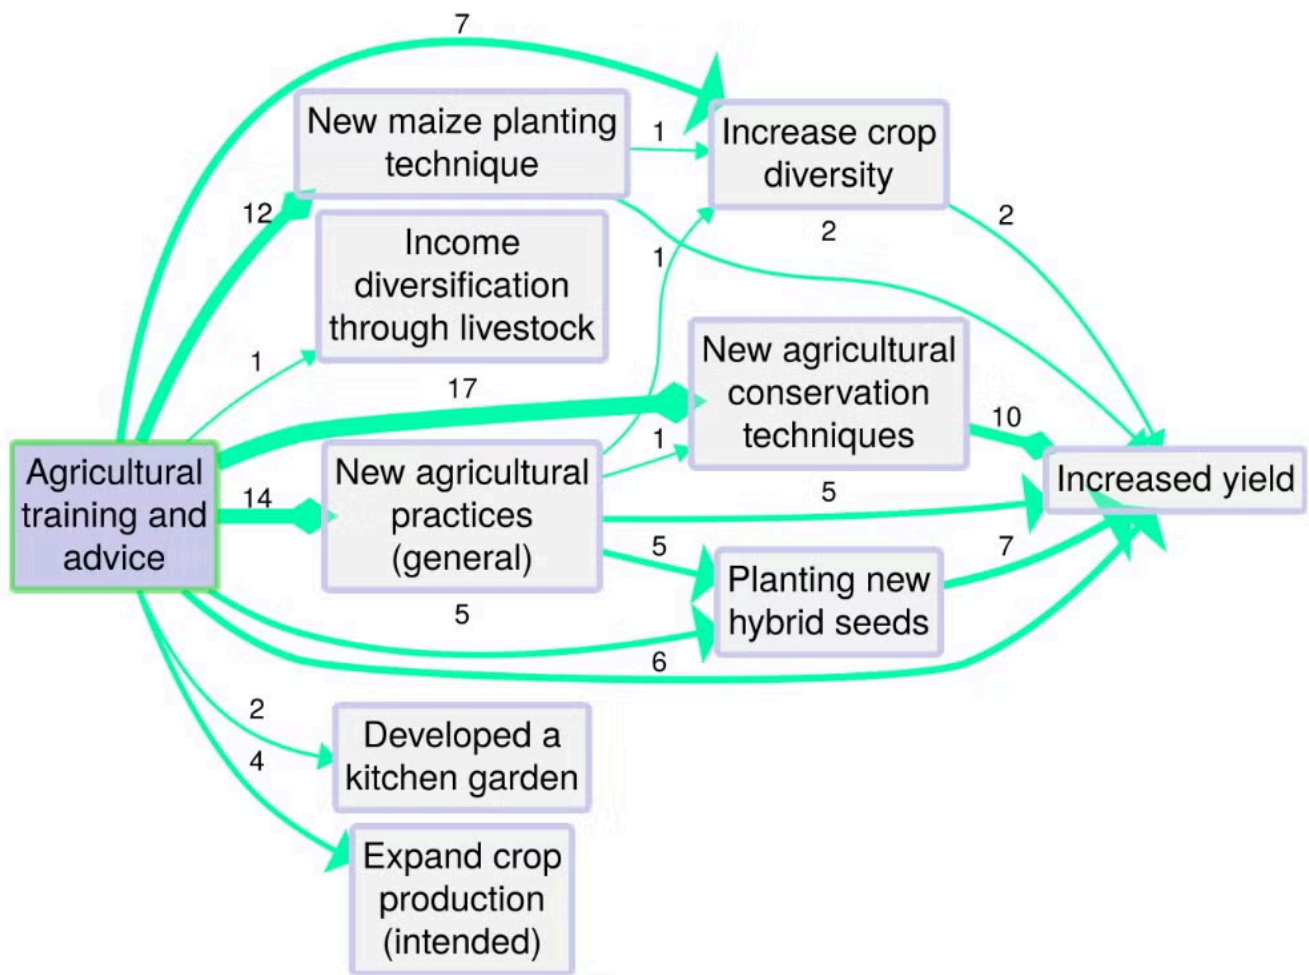 7
New maize planting
technique
1
Increase crop
diversity
12
2
2
Income
diversification
through livestock
1
1
17
New agricultural
conservation
techniques
10
Agricultural
training and
advice
14
New agricultural
practices
(general)
1
5
Increased yield
5
7
Planting new
hybrid seeds
5
6
2
Developed a
kitchen garden
4
Expand crop
production
(intended)